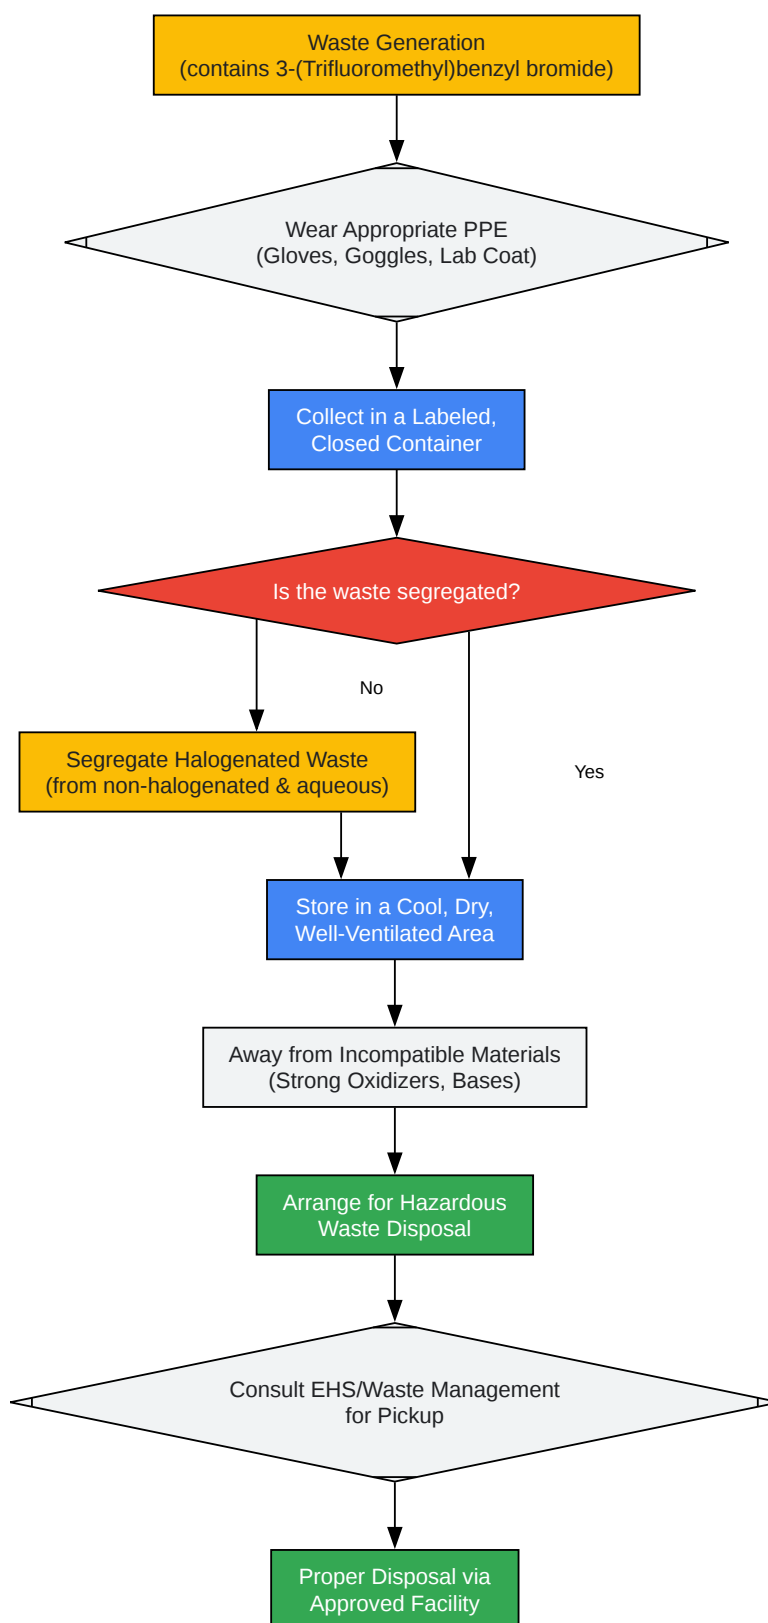 Waste Generation
(contains 3-(Trifluoromethyl)benzyl bromide)
Wear Appropriate PPE
(Gloves, Goggles, Lab Coat)
Collect in a Labeled,
Closed Container
Is the waste segregated?
No
Segregate Halogenated Waste
(from non-halogenated & aqueous)
Yes
Store in a Cool, Dry,
Well-Ventilated Area
Away from Incompatible Materials
(Strong Oxidizers, Bases)
Arrange for Hazardous
Waste Disposal
Consult EHS/Waste Management
for Pickup
Proper Disposal via
Approved Facility